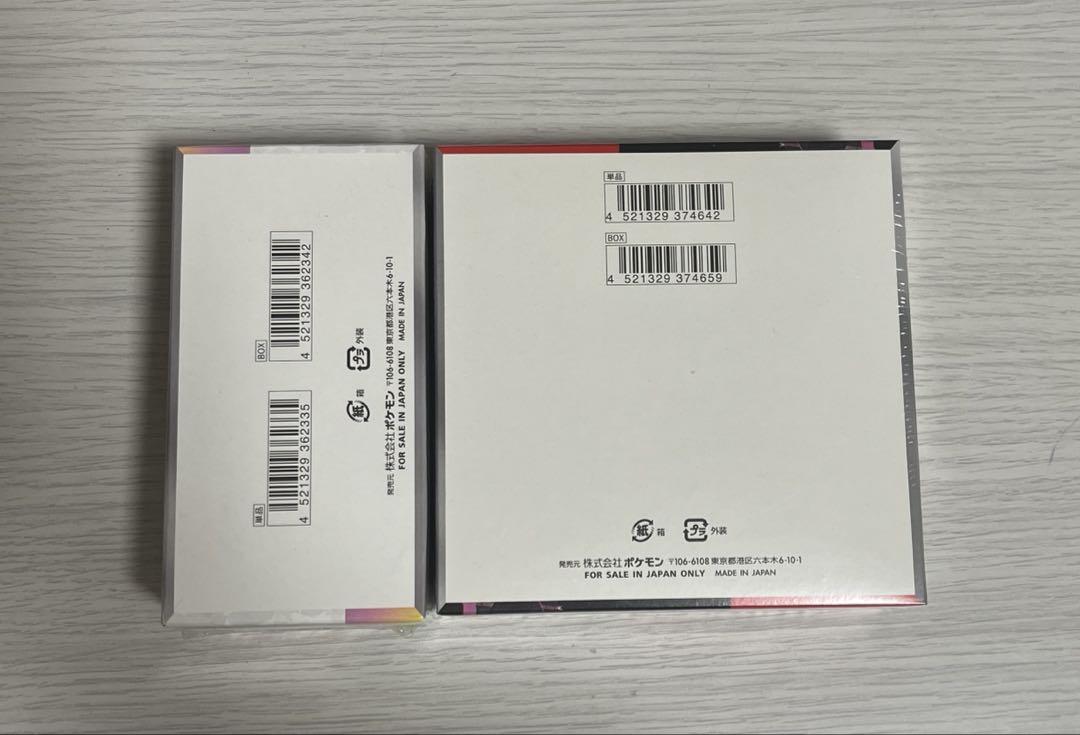 BOX
4 521329 362342
単品
4 521329 362335
紙 箱
プラ 外装
発売元 株式会社ポケモン 〒106-6108 東京都港区六本木6-10-1
FOR SALE IN JAPAN ONLY MADE IN JAPAN
単品
4 521329 374642
BOX
4 521329 374659
紙 箱 プラ 外装
発売元 株式会社ポケモン 〒106-6108 東京都港区六本木6-10-1
FOR SALE IN JAPAN ONLY MADE IN JAPAN